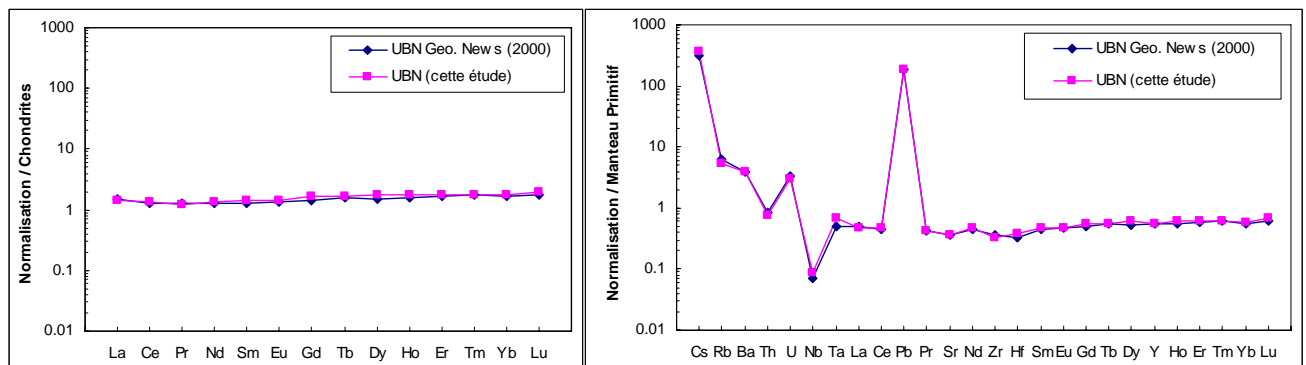 1000
100
10
1
0.1
0.01
Normalisation / Chondrites
UBN Geo. New s (2000)
UBN (cette étude)
La Ce Pr Nd Sm Eu Gd Tb Dy Ho Er Tm Yb Lu
1000
100
10
1
0.1
0.01
Normalisation / Manteau Primitif
UBN Geo. New s (2000)
UBN (cette étude)
Cs Rb Ba Th U Nb Ta La Ce Pb Pr Sr Nd Zr Hf Sm Eu Gd Tb Dy Y Ho Er Tm Yb Lu